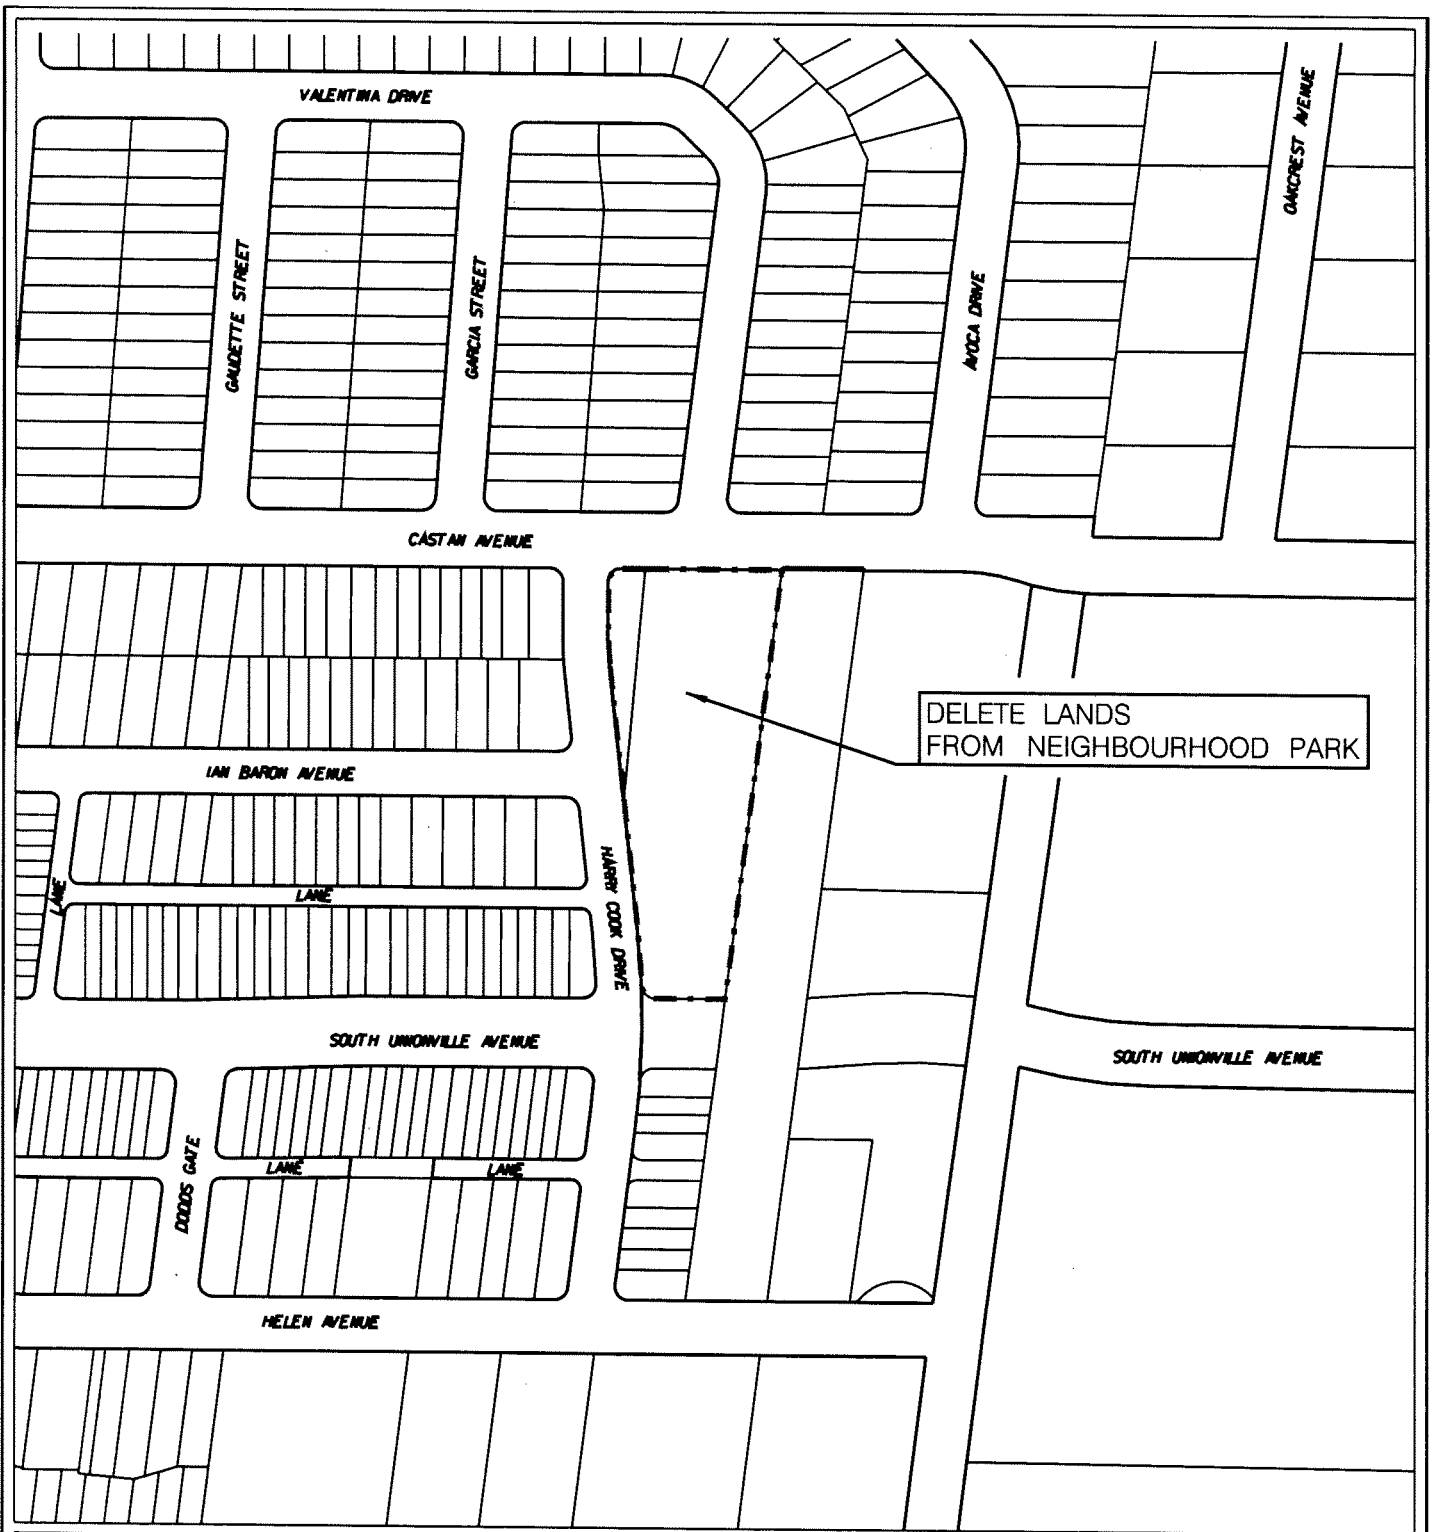 VALENTINA DRIVE
OAKCREST AVENUE
GAUDETTE STREET
GARCIA STREET
AVOCA DRIVE
CASTAN AVENUE
DELETE LANDS
FROM NEIGHBOURHOOD PARK
IAN BARON AVENUE
LANE
LANE
HARRY COOK DRIVE
SOUTH UNIONVILLE AVENUE
SOUTH UNIONVILLE AVENUE
DODDS GATE
LANE
LANE
HELEN AVENUE